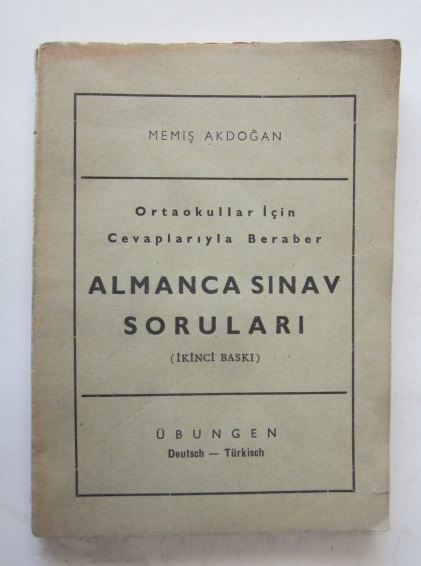 MEMİŞ AKDOĞAN
Ortaokullar İçin
Cevaplarıyla Beraber
ALMANCA SINAV
SORULARI
(İKİNCİ BASKI)
ÜBUNGEN
Deutsch — Türkisch